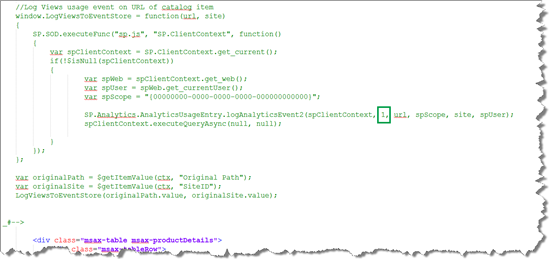 //Log Views usage event on URL of catalog item
window.LogViewsToEventStore = function(url, site)
{
SP.SOD.executeFunc("sp.js", "SP.ClientContext", function()
{
var spClientContext = SP.ClientContext.get_current();
if(!$isNull(spClientContext))
{
var spWeb = spClientContext.get_web();
var spUser = spWeb.get_currentUser();
var spScope = "{00000000-0000-0000-0000-000000000000}";
SP.Analytics.AnalyticsUsageEntry.logAnalyticsEvent2(spClientContext, 1, url, spScope, site, spUser);
spClientContext.executeQueryAsync(null, null);
}
});
};
var originalPath = $getItemValue(ctx, "Original Path");
var originalSite = $getItemValue(ctx, "SiteID");
LogViewsToEventStore(originalPath.value, originalSite.value);
_#-->
<div class="msax-table msax-productDetails">
class="msax-tableRow">